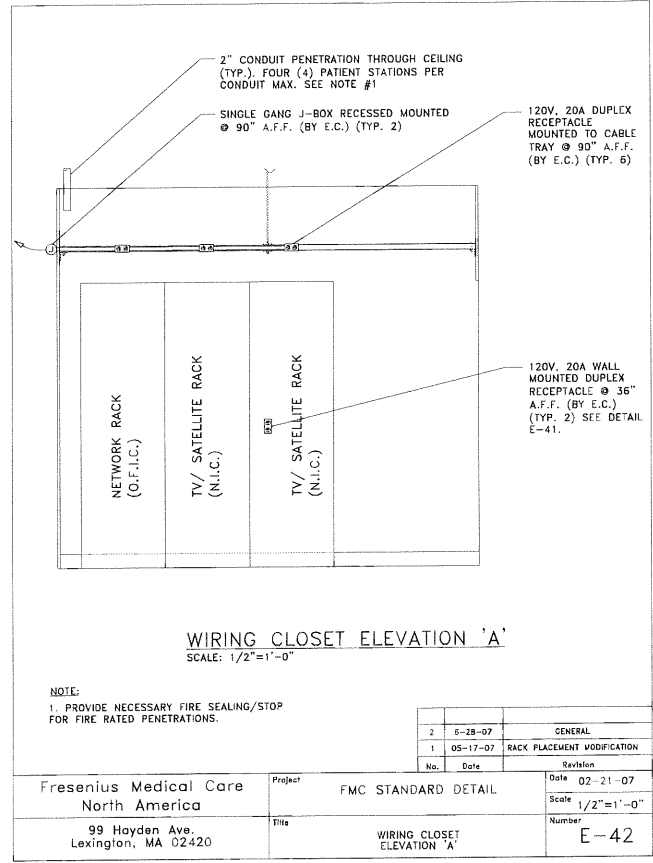 2" CONDUIT PENETRATION THROUGH CEILING
(TYP.). FOUR (4) PATIENT STATIONS PER
CONDUIT MAX. SEE NOTE #1
SINGLE GANG J-BOX RECESSED MOUNTED
@ 90" A.F.F. (BY E.C.) (TYP. 2)
120V, 20A DUPLEX
RECEPTACLE
MOUNTED TO CABLE
TRAY @ 90" A.F.F.
(BY E.C.) (TYP. 6)
J
NETWORK RACK
(O.F.I.C.)
TV/ SATELLITE RACK
(N.I.C.)
TV/ SATELLITE RACK
(N.I.C.)
120V, 20A WALL
MOUNTED DUPLEX
RECEPTACLE @ 36"
A.F.F. (BY E.C.)
(TYP. 2) SEE DETAIL
E-41.
WIRING CLOSET ELEVATION 'A'
SCALE: 1/2"=1'-0"
NOTE:
1. PROVIDE NECESSARY FIRE SEALING/STOP
FOR FIRE RATED PENETRATIONS.
2 6-28-07 GENERAL
1 05-17-07 RACK PLACEMENT MODIFICATION
No. Date Revision
Fresenius Medical Care
North America
99 Hayden Ave.
Lexington, MA 02420
Project
FMC STANDARD DETAIL
Title
WIRING CLOSET
ELEVATION 'A'
Date 02-21-07
Scale 1/2"=1'-0"
Number
E-42